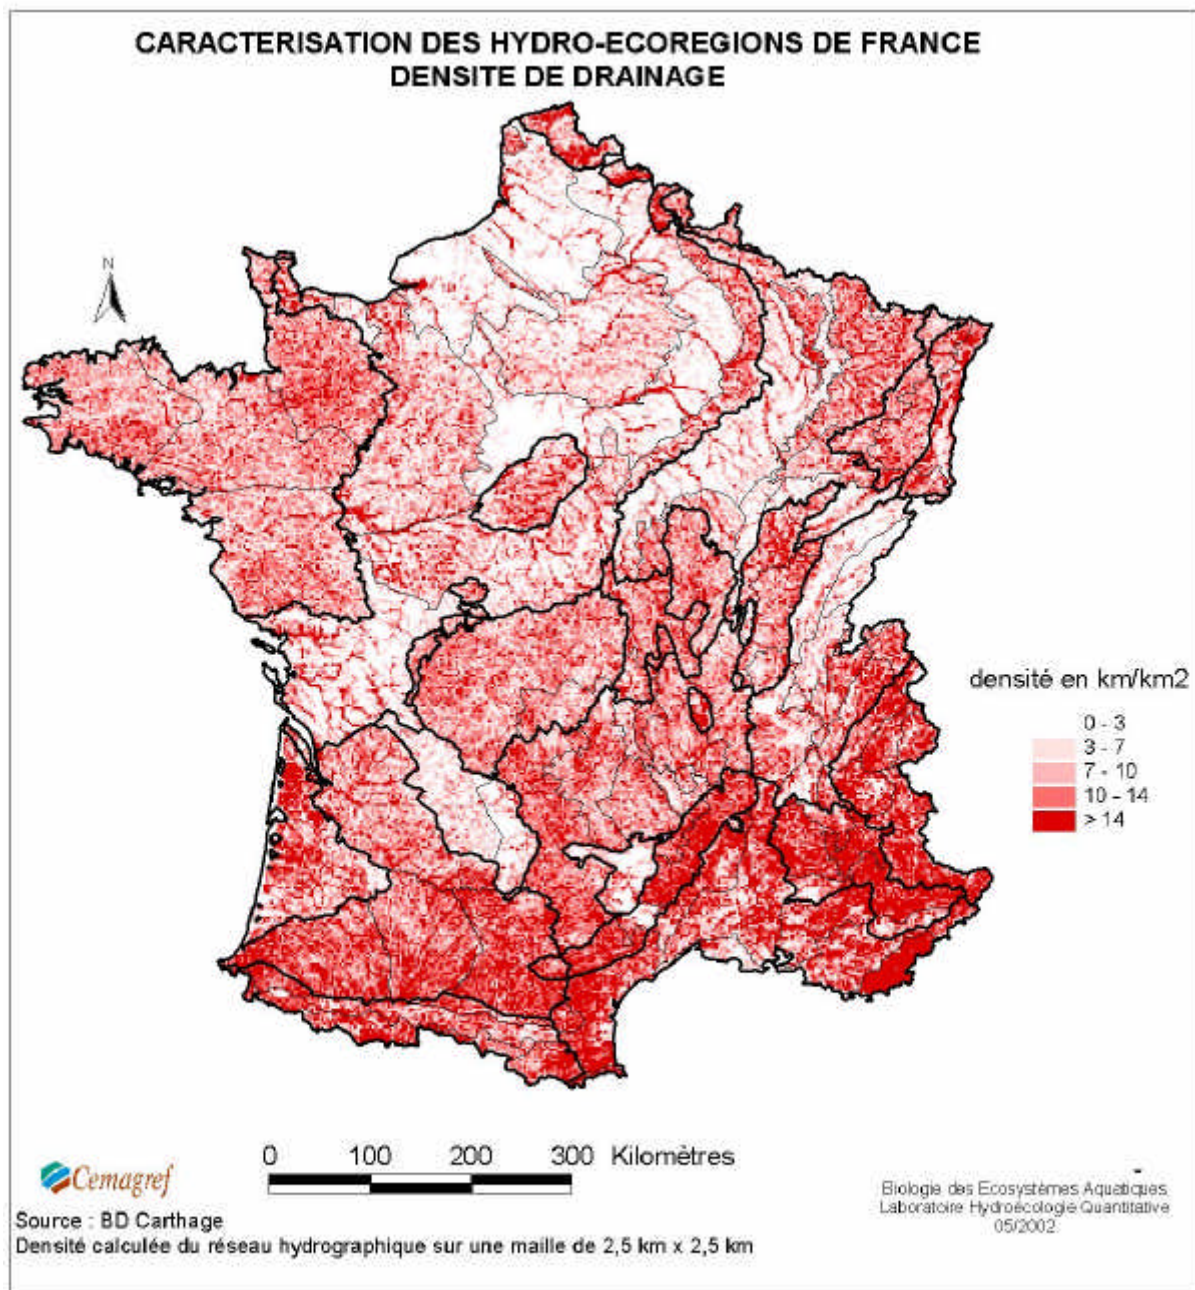 CARACTERISATION DES HYDRO-ECOREGIONS DE FRANCE
DENSITE DE DRAINAGE
N
densité en km/km2
0 - 3
3 - 7
7 - 10
10 - 14
> 14
0 100 200 300 Kilomètres
Cemagref
Biologie des Ecosystèmes Aquatiques
Laboratoire Hydroécologie Quantitative
05/2002
Source : BD Carthage
Densité calculée du réseau hydrographique sur une maille de 2,5 km x 2,5 km